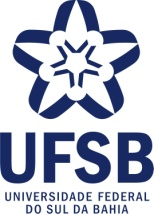 UFSB
UNIVERSIDADE FEDERAL
DO SUL DA BAHIA